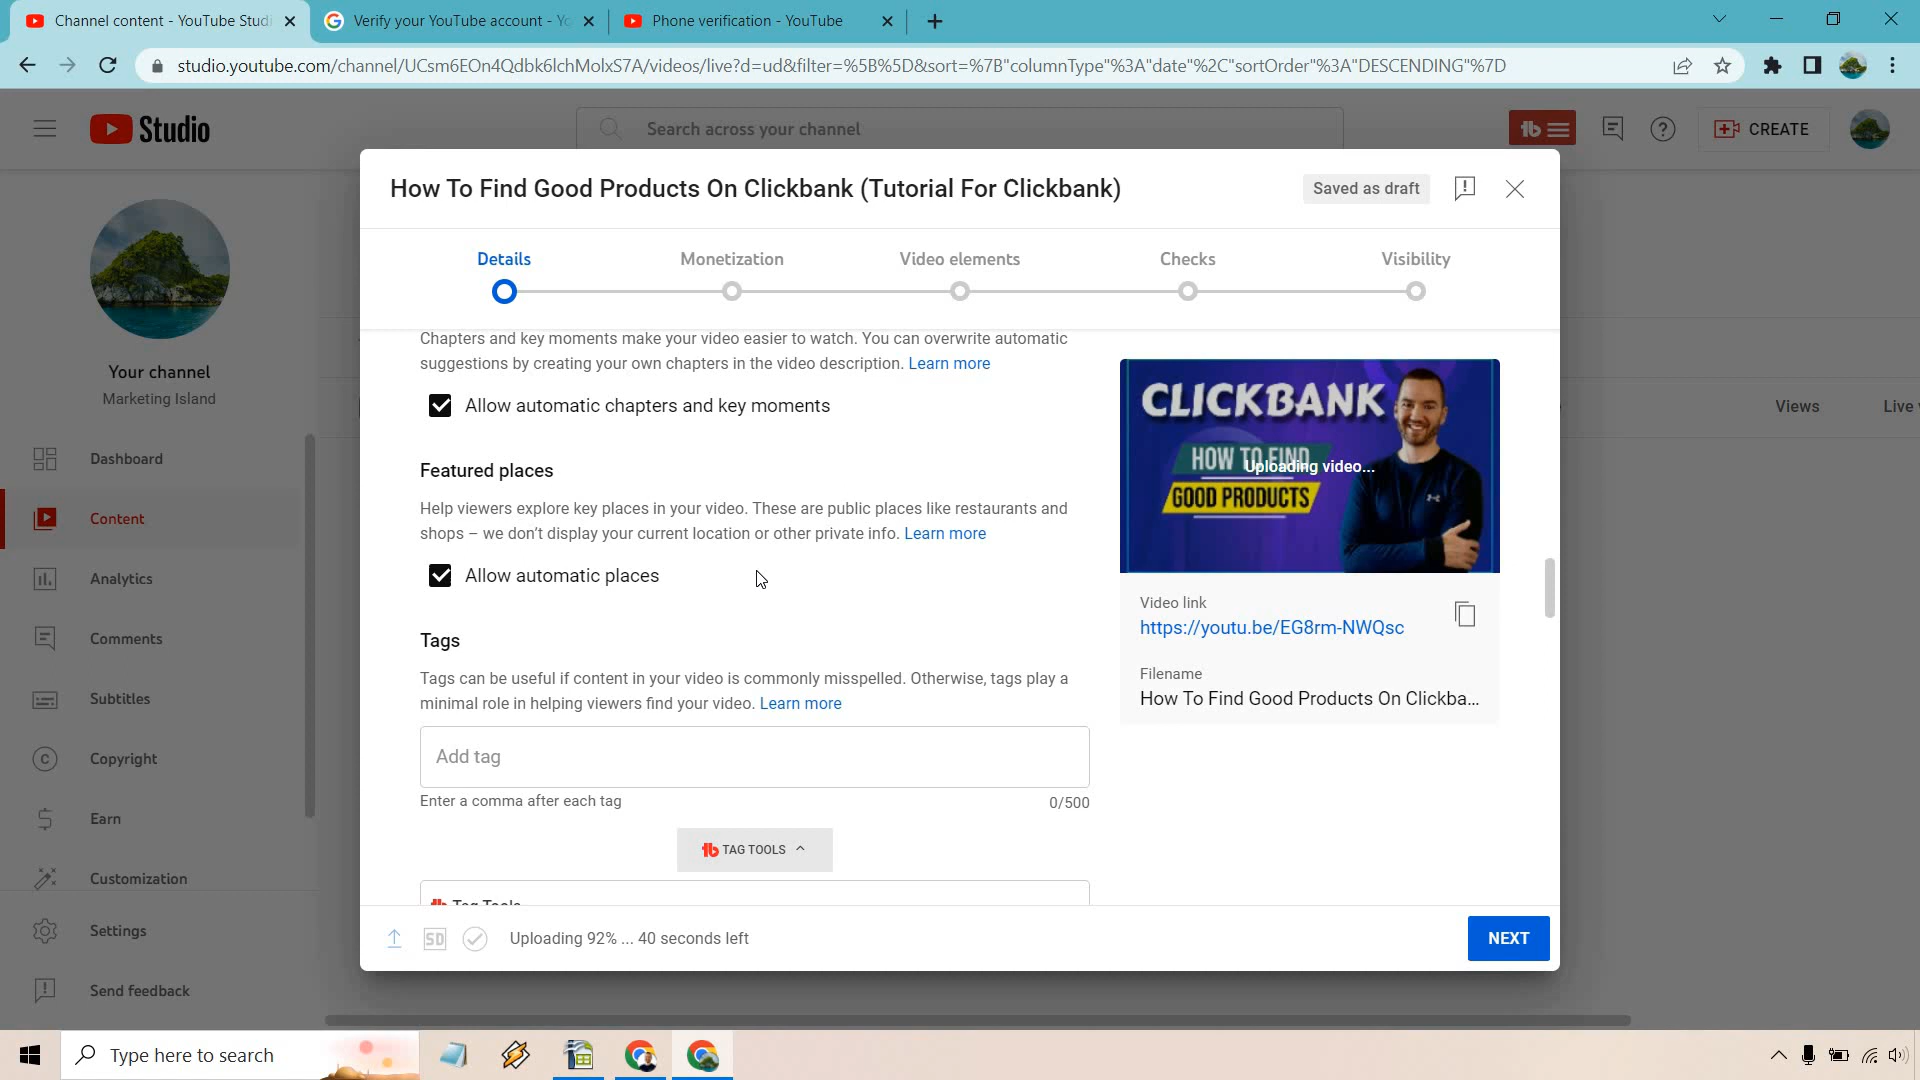 Channel content - YouTube Studi
Verify your YouTube account - Yo
Phone verification - YouTube
studio.youtube.com/channel/UCsm6EOn4Qdbk6lchMolxS7A/videos/live?d=ud&filter=%5B%5D&sort=%7B"columnType"%3A"date"%2C"sortOrder"%3A"DESCENDING"%7D
Studio
Search across your channel
CREATE
How To Find Good Products On Clickbank (Tutorial For Clickbank)
Saved as draft
Details
Monetization
Video elements
Checks
Visibility
Your channel
Marketing Island
Dashboard
Content
Analytics
Comments
Subtitles
Copyright
Earn
Customization
Settings
Send feedback
Chapters and key moments make your video easier to watch. You can overwrite automatic
suggestions by creating your own chapters in the video description. Learn more
Allow automatic chapters and key moments
Featured places
Help viewers explore key places in your video. These are public places like restaurants and
shops – we don't display your current location or other private info. Learn more
Allow automatic places
Tags
Tags can be useful if content in your video is commonly misspelled. Otherwise, tags play a
minimal role in helping viewers find your video. Learn more
Add tag
Enter a comma after each tag
0/500
TAG TOOLS
Tag Tools
CLICKBANK
HOW TO FIND
GOOD PRODUCTS
Uploading video...
Video link
https://youtu.be/EG8rm-NWQsc
Filename
How To Find Good Products On Clickba...
Views
Live
SD
Uploading 92% ... 40 seconds left
NEXT
Type here to search